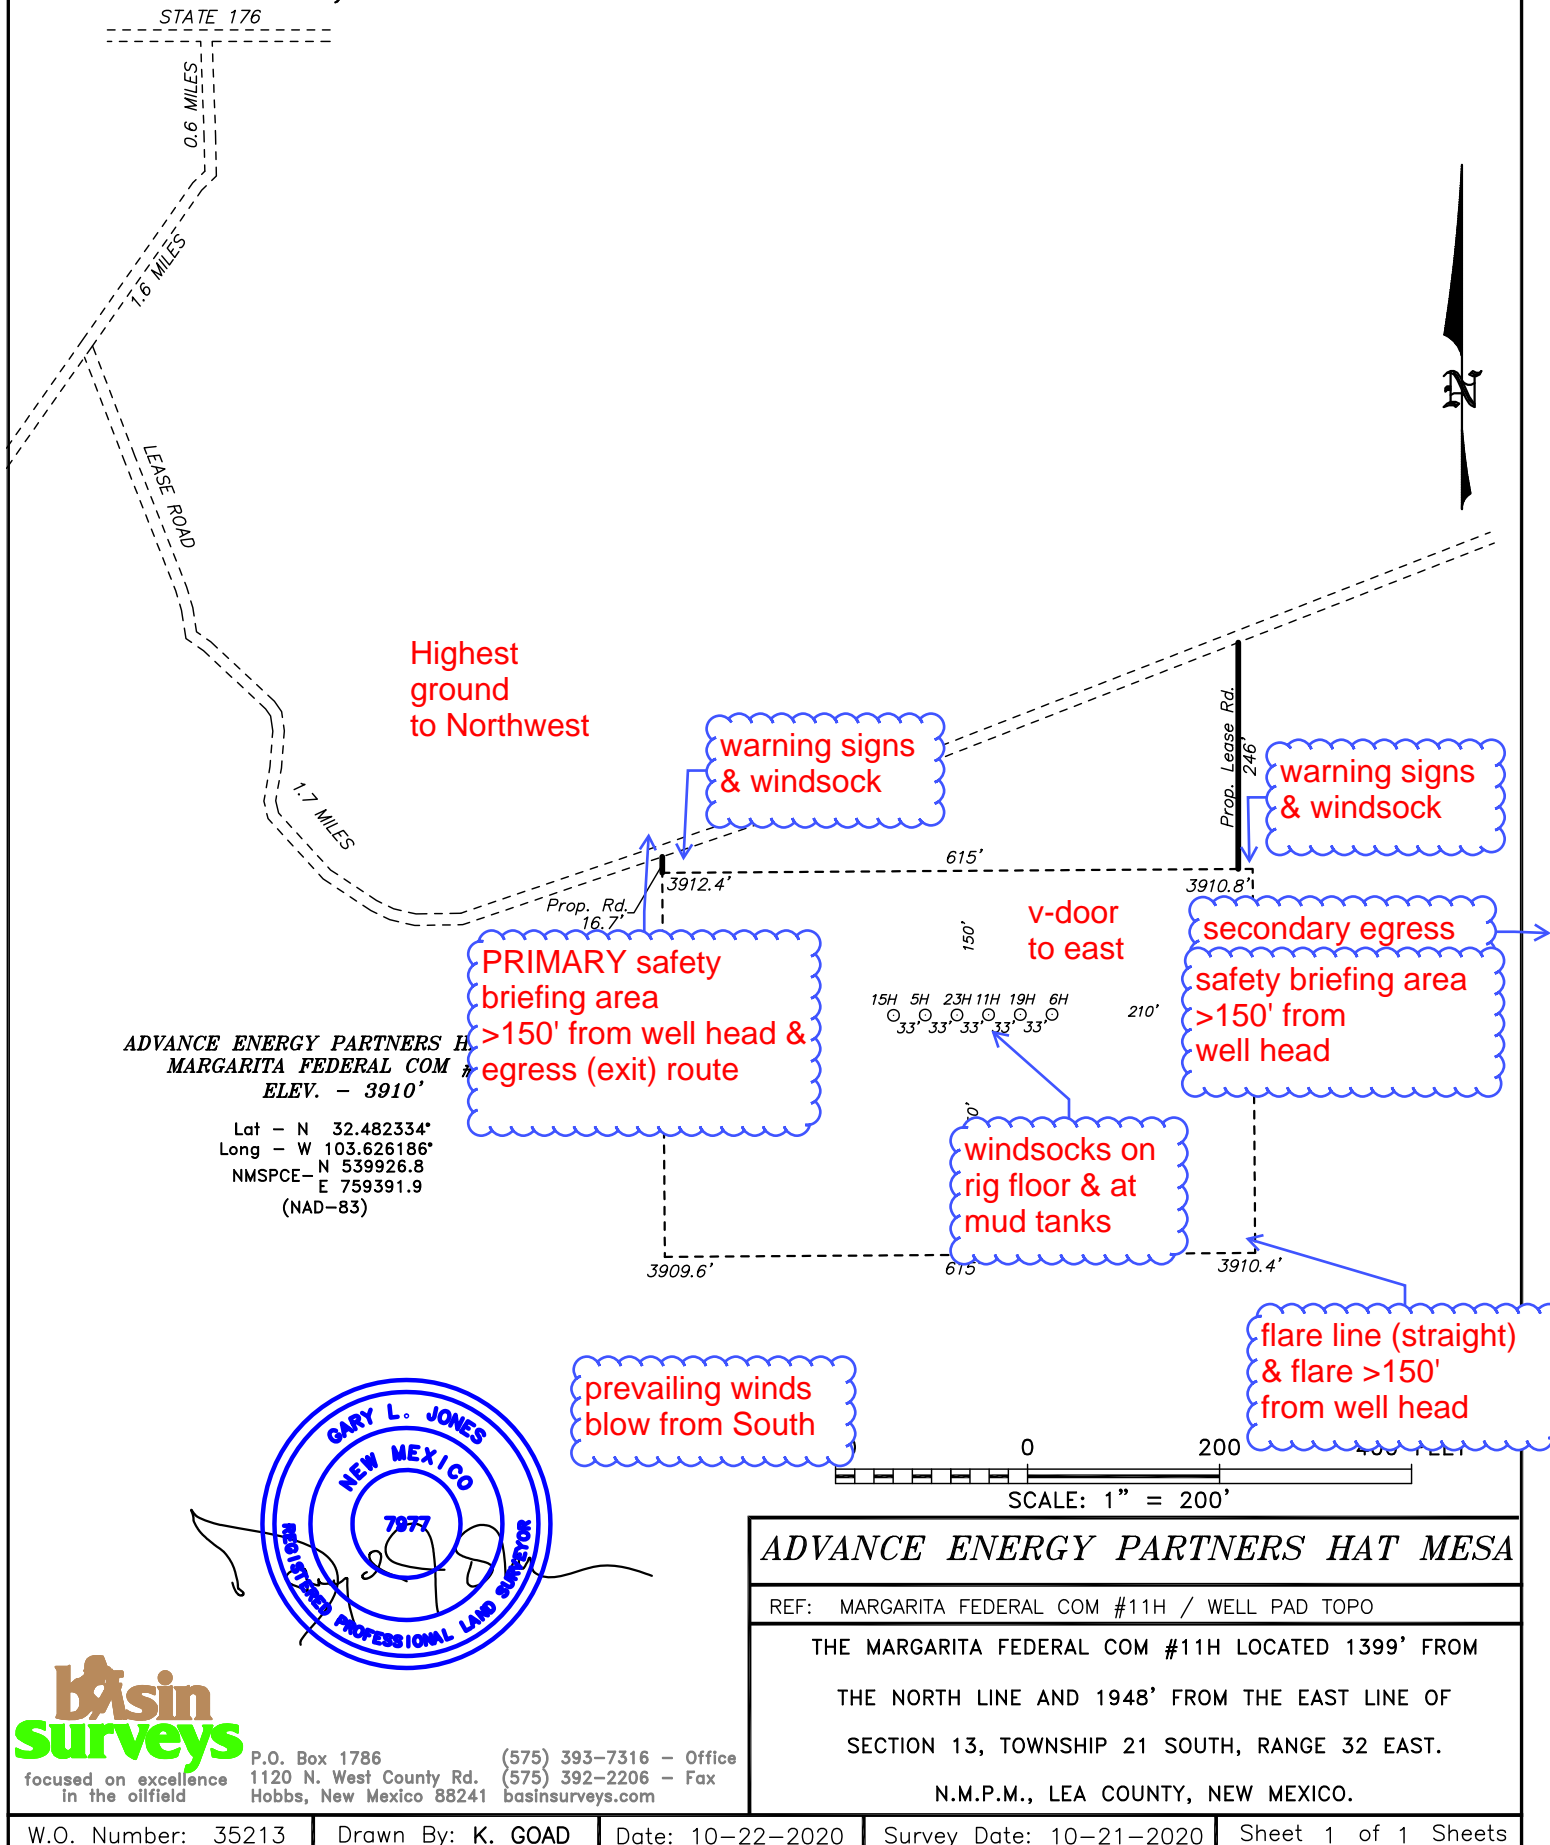 STATE 176
0.6 MILES
1.6 MILES
LEASE ROAD
1.7 MILES
N
Highest
ground
to Northwest
warning signs
& windsock
Prop. Lease Rd.
246'
warning signs
& windsock
615'
3912.4'
3910.8'
Prop. Rd.
16.7'
v-door
to east
150'
secondary egress
PRIMARY safety
briefing area
>150' from well head &
egress (exit) route
safety briefing area
>150' from
well head
15H 5H 23H 11H 19H 6H
33' 33' 33' 33' 33'
210'
ADVANCE ENERGY PARTNERS
MARGARITA FEDERAL COM
ELEV. - 3910'
Lat - N 32.482334°
Long - W 103.626186°
NMSPCE- N 539926.8
E 759391.9
(NAD-83)
windsocks on
rig floor & at
mud tanks
3909.6'
615
3910.4'
flare line (straight)
& flare >150'
from well head
prevailing winds
blow from South
0 200
SCALE: 1" = 200'
GARY L. JONES
NEW MEXICO
7977
REGISTERED PROFESSIONAL LAND SURVEYOR
ADVANCE ENERGY PARTNERS HAT MESA
REF: MARGARITA FEDERAL COM #11H / WELL PAD TOPO
THE MARGARITA FEDERAL COM #11H LOCATED 1399' FROM
THE NORTH LINE AND 1948' FROM THE EAST LINE OF
SECTION 13, TOWNSHIP 21 SOUTH, RANGE 32 EAST.
N.M.P.M., LEA COUNTY, NEW MEXICO.
basin
surveys
focused on excellence
in the oilfield
P.O. Box 1786
1120 N. West County Rd.
Hobbs, New Mexico 88241
(575) 393-7316 - Office
(575) 392-2206 - Fax
basinsurveys.com
W.O. Number: 35213
Drawn By: K. GOAD
Date: 10-22-2020
Survey Date: 10-21-2020
Sheet 1 of 1 Sheets